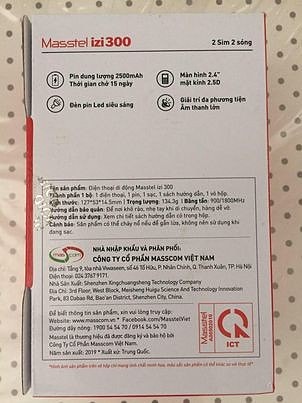 Masstel izi 300
2 Sim 2 sóng
Pin dung lượng 2500mAh
Thời gian chờ 15 ngày
Màn hình 2.4"
mặt kính 2.5D
Đèn pin Led siêu sáng
Giải trí đa phương tiện
Âm thanh lớn
Tên sản phẩm: Điện thoại di động Masstel izi 300
Thành phần 1 bộ: 1 điện thoại, 1 pin, 1 sạc, 1 sách hướng dẫn, 1 vỏ hộp.
Kích thước: 127*53*14.5mm | Trọng lượng: 134.3g | Băng tần: 900/1800MHz
Hướng dẫn bảo quản: Để nơi khô ráo, nhẹ tay khi di chuyển, hàng dễ vỡ.
Hướng dẫn sử dụng: Xem chi tiết sách hướng dẫn có trong hộp.
Cảnh báo: Sản phẩm có thể cháy nổ nếu để gần lửa, không nên sử dụng khi
đang sạc.
masscom
NHÀ NHẬP KHẨU VÀ PHÂN PHỐI:
CÔNG TY CỔ PHẦN MASSCOM VIỆT NAM
Địa chỉ: Tầng 9, tòa nhà Viwaseen, số 46 Tố Hữu, P. Nhân Chính, Q. Thanh Xuân, TP. Hà Nội
Điện thoại: 024 3767 9171.
Nhà Sản Xuất: Shenzhen Xingchuangsheng Technology Company
Địa Chỉ: 3rd Floor, West Block, Meisheng Huigu Science And Technology Innovation
Park, 83 Dabao Rd, Bao'an District, Shenzhen City, China.
Để biết thông tin sản phẩm, xin vui lòng truy cập:
Website: www.masscom.vn * Facebook.com/MasstelViet
Đường dây nóng: 1900 54 54 70 / 0914 54 54 70
Masstel là thương hiệu đã được đăng ký và bảo hộ bởi
Công Ty Cổ Phần Masscom Việt Nam.
Năm sản xuất: 2019 * Xuất xứ: Trung Quốc.
Masstel
ICT